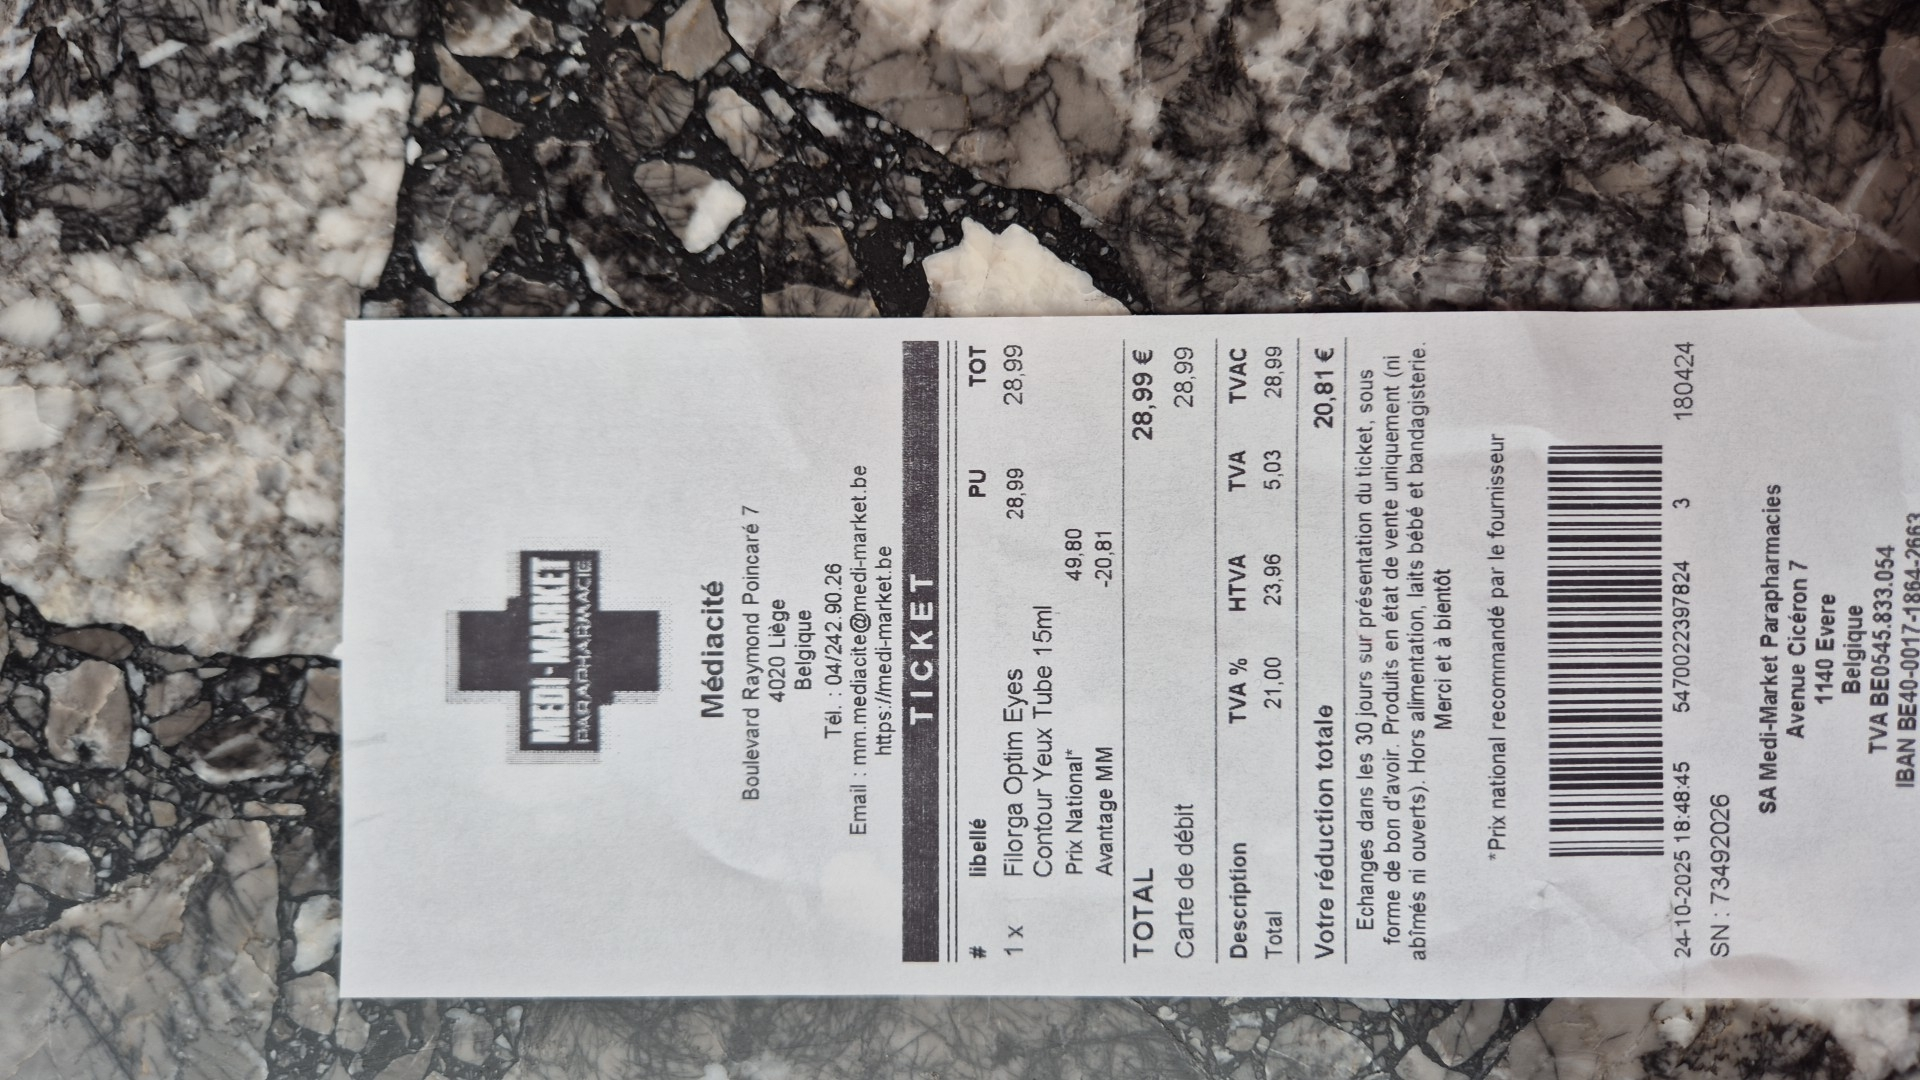 MEDI-MARKET
PARAPHARMACIE
Médiacité
Boulevard Raymond Poincaré 7
4020 Liège
Belgique
Tél. : 04/242.90.26
Email : mm.mediacite@medi-market.be
https://medi-market.be
TICKET
# libellé PU TOT
1 x Filorga Optim Eyes 28,99 28,99
Contour Yeux Tube 15ml
Prix National* 49,80
Avantage MM -20,81
TOTAL 28,99 €
Carte de débit 28,99
Description TVA % HTVA TVA TVAC
Total 21,00 23,96 5,03 28,99
Votre réduction totale 20,81 €
Echanges dans les 30 jours sur présentation du ticket, sous
forme de bon d'avoir. Produits en état de vente uniquement (ni
abîmés ni ouverts). Hors alimentation, laits bébé et bandagisterie.
Merci et à bientôt
*Prix national recommandé par le fournisseur
24-10-2025 18:48:45 5470022397824 3 180424
SN : 73492026
SA Medi-Market Parapharmacies
Avenue Cicéron 7
1140 Evere
Belgique
TVA BE0545.833.054
IBAN BE40-0017-1864-2663